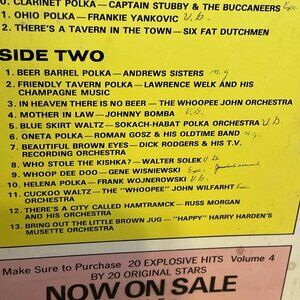 0. CLARINET POLKA—CAPTAIN STUBBY & THE BUCCANEERS
1. OHIO POLKA—FRANKIE YANKOVIC
2. THERE'S A TAVERN IN THE TOWN—SIX FAT DUTCHMEN
SIDE TWO
1. BEER BARREL POLKA—ANDREWS SISTERS
2. FRIENDLY TAVERN POLKA—LAWRENCE WELK AND HIS
CHAMPAGNE MUSIC
3. IN HEAVEN THERE IS NO BEER—THE WHOOPEE JOHN ORCHESTRA
4. MOTHER IN LAW—JOHNNY BOMBA
5. BLUE SKIRT WALTZ—SOKACH-HABAT POLKA ORCHESTRA
6. ONETA POLKA—ROMAN GOSZ & HIS OLDTIME BAND
7. BEAUTIFUL BROWN EYES—DICK RODGERS & HIS T.V.
RECORDING ORCHESTRA
8. WHO STOLE THE KISHKA?—WALTER SOLEK
9. WHOOP DEE DOO—GENE WISNIEWSKI
10. HELENA POLKA—FRANK WOJNEROWSKI
11. CUCKOO WALTZ—THE "WHOOPEE" JOHN WILFARHT
ORCHESTRA
12. THERE'S A CITY CALLED HAMTRAMCK—RUSS MORGAN
AND HIS ORCHESTRA
13. BRING OUT THE LITTLE BROWN JUG—"HAPPY" HARRY HARDEN'S
MUSETTE ORCHESTRA
Make Sure to Purchase 20 EXPLOSIVE HITS Volume 4
BY 20 ORIGINAL STARS
NOW ON SALE